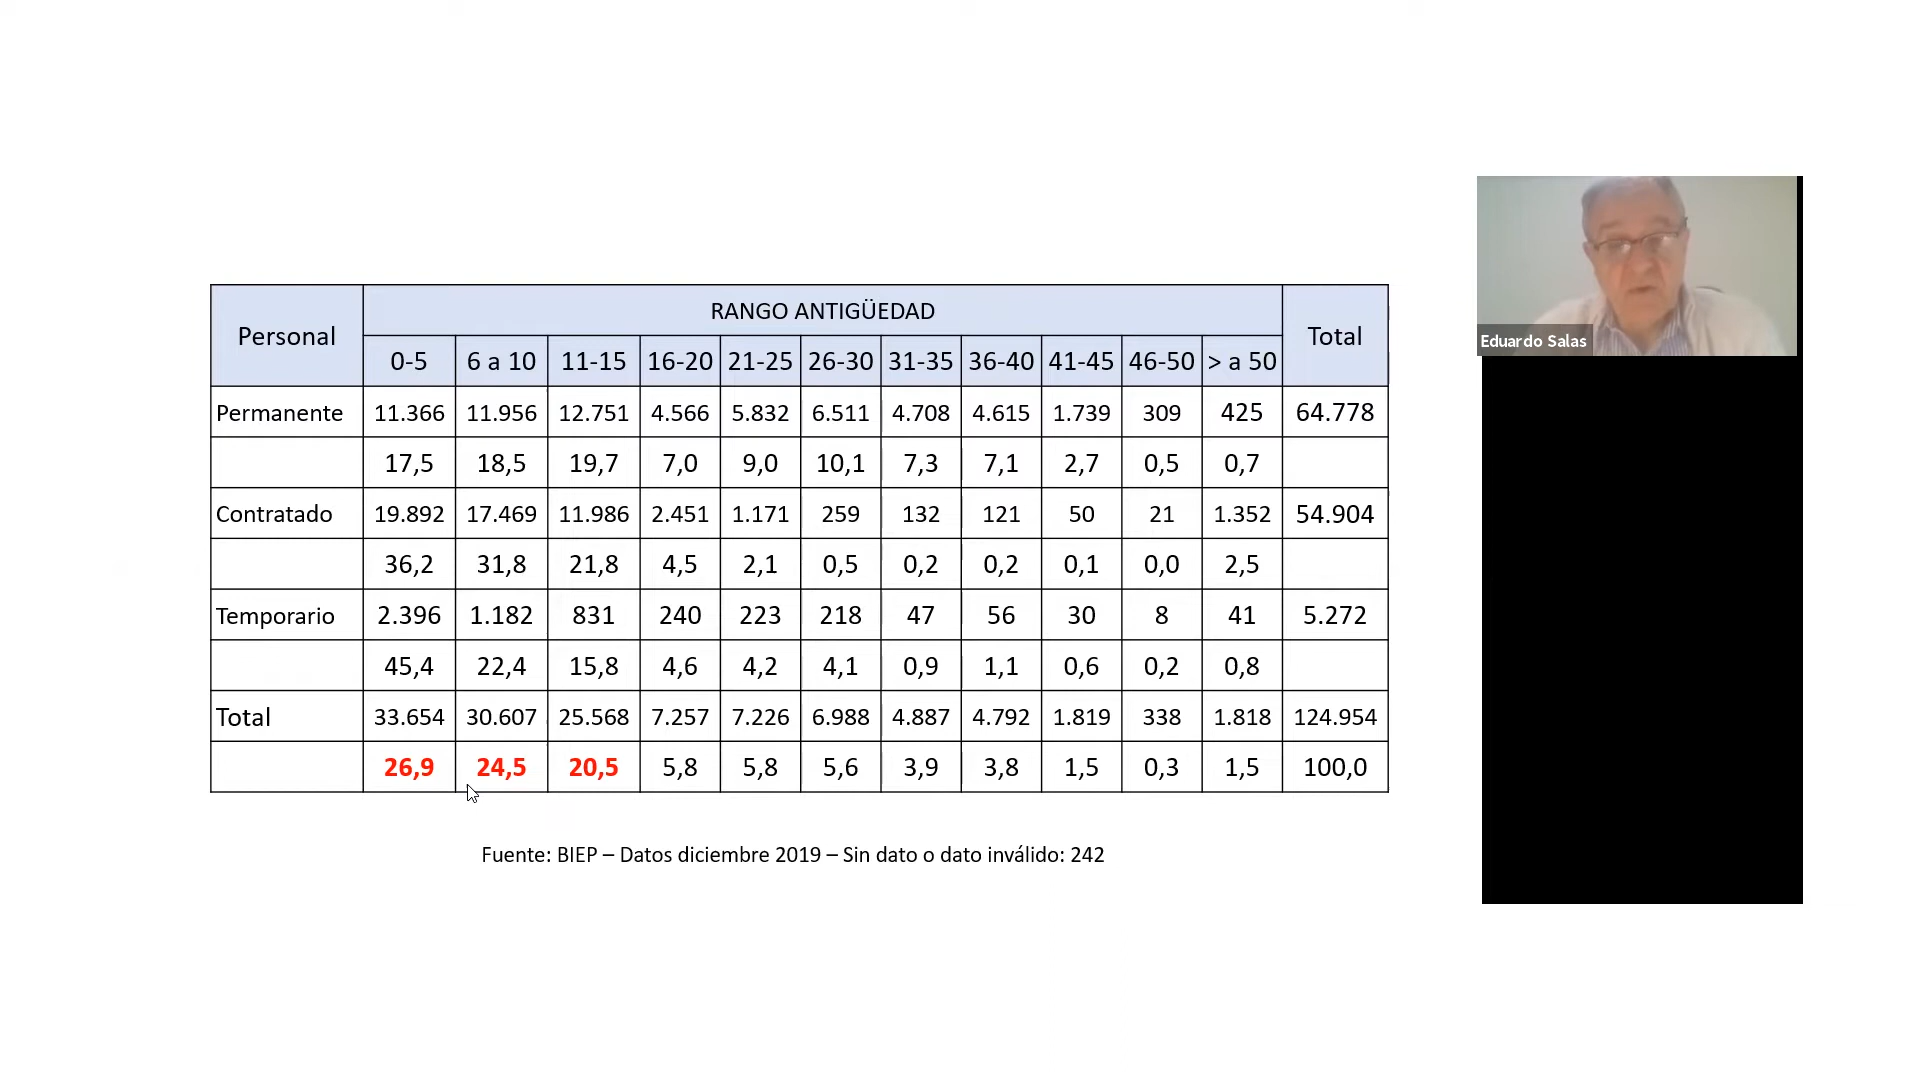 Personal RANGO ANTIGÜEDAD Total
0-5 6 a 10 11-15 16-20 21-25 26-30 31-35 36-40 41-45 46-50 > a 50
Permanente 11.366 11.956 12.751 4.566 5.832 6.511 4.708 4.615 1.739 309 425 64.778
17,5 18,5 19,7 7,0 9,0 10,1 7,3 7,1 2,7 0,5 0,7
Contratado 19.892 17.469 11.986 2.451 1.171 259 132 121 50 21 1.352 54.904
36,2 31,8 21,8 4,5 2,1 0,5 0,2 0,2 0,1 0,0 2,5
Temporario 2.396 1.182 831 240 223 218 47 56 30 8 41 5.272
45,4 22,4 15,8 4,6 4,2 4,1 0,9 1,1 0,6 0,2 0,8
Total 33.654 30.607 25.568 7.257 7.226 6.988 4.887 4.792 1.819 338 1.818 124.954
26,9 24,5 20,5 5,8 5,8 5,6 3,9 3,8 1,5 0,3 1,5 100,0
Fuente: BIEP – Datos diciembre 2019 – Sin dato o dato inválido: 242
Eduardo Salas